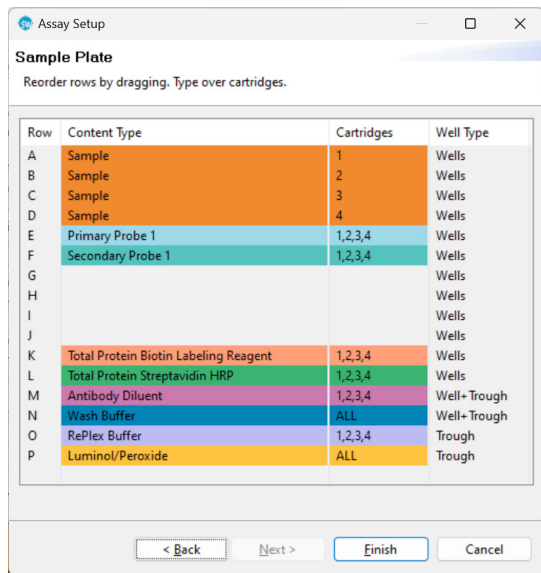 SW Assay Setup
Sample Plate
Reorder rows by dragging. Type over cartridges.
Row Content Type Cartridges Well Type
A Sample 1 Wells
B Sample 2 Wells
C Sample 3 Wells
D Sample 4 Wells
E Primary Probe 1 1,2,3,4 Wells
F Secondary Probe 1 1,2,3,4 Wells
G Wells
H Wells
I Wells
J Wells
K Total Protein Biotin Labeling Reagent 1,2,3,4 Wells
L Total Protein Streptavidin HRP 1,2,3,4 Wells
M Antibody Diluent 1,2,3,4 Well+Trough
N Wash Buffer ALL Well+Trough
O RePlex Buffer 1,2,3,4 Trough
P Luminol/Peroxide ALL Trough
< Back Next > Finish Cancel